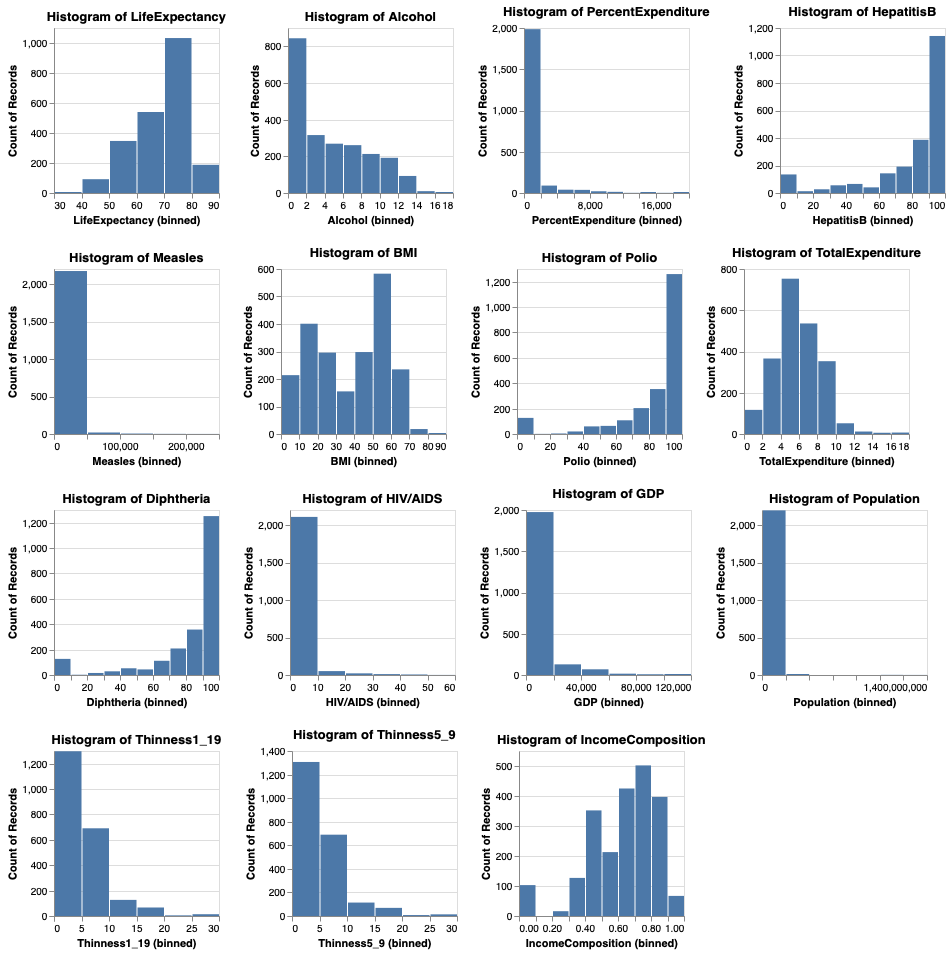 Histogram of LifeExpectancy
Count of Records
1,000
800
600
400
200
0
30 40 50 60 70 80 90
LifeExpectancy (binned)
Histogram of Alcohol
Count of Records
800
600
400
200
0
0 2 4 6 8 10 12 14 16 18
Alcohol (binned)
Histogram of PercentExpenditure
Count of Records
2,000
1,500
1,000
500
0
0 8,000 16,000
PercentExpenditure (binned)
Histogram of HepatitisB
Count of Records
1,200
1,000
800
600
400
200
0
0 20 40 60 80 100
HepatitisB (binned)
Histogram of Measles
Count of Records
2,000
1,500
1,000
500
0
0 100,000 200,000
Measles (binned)
Histogram of BMI
Count of Records
600
500
400
300
200
100
0
0 10 20 30 40 50 60 70 80 90
BMI (binned)
Histogram of Polio
Count of Records
1,200
1,000
800
600
400
200
0
0 20 40 60 80 100
Polio (binned)
Histogram of TotalExpenditure
Count of Records
800
600
400
200
0
0 2 4 6 8 10 12 14 16 18
TotalExpenditure (binned)
Histogram of Diphtheria
Count of Records
1,200
1,000
800
600
400
200
0
0 20 40 60 80 100
Diphtheria (binned)
Histogram of HIV/AIDS
Count of Records
2,000
1,500
1,000
500
0
0 10 20 30 40 50 60
HIV/AIDS (binned)
Histogram of GDP
Count of Records
2,000
1,500
1,000
500
0
0 40,000 80,000 120,000
GDP (binned)
Histogram of Population
Count of Records
2,000
1,500
1,000
500
0
0 1,400,000,000
Population (binned)
Histogram of Thinness1_19
Count of Records
1,200
1,000
800
600
400
200
0
0 5 10 15 20 25 30
Thinness1_19 (binned)
Histogram of Thinness5_9
Count of Records
1,400
1,200
1,000
800
600
400
200
0
0 5 10 15 20 25 30
Thinness5_9 (binned)
Histogram of IncomeComposition
Count of Records
500
400
300
200
100
0
0.00 0.20 0.40 0.60 0.80 1.00
IncomeComposition (binned)